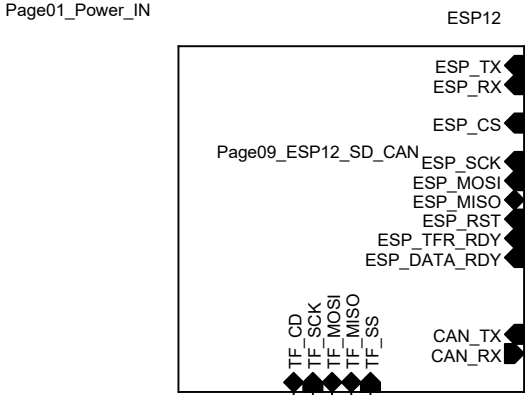 Page01_Power_IN
ESP12
ESP_TX
ESP_RX
ESP_CS
Page09_ESP12_SD_CAN
ESP_SCK
ESP_MOSI
ESP_MISO
ESP_RST
ESP_TFR_RDY
ESP_DATA_RDY
TF_CD
TF_SCK
TF_MOSI
TF_MISO
TF_SS
CAN_TX
CAN_RX